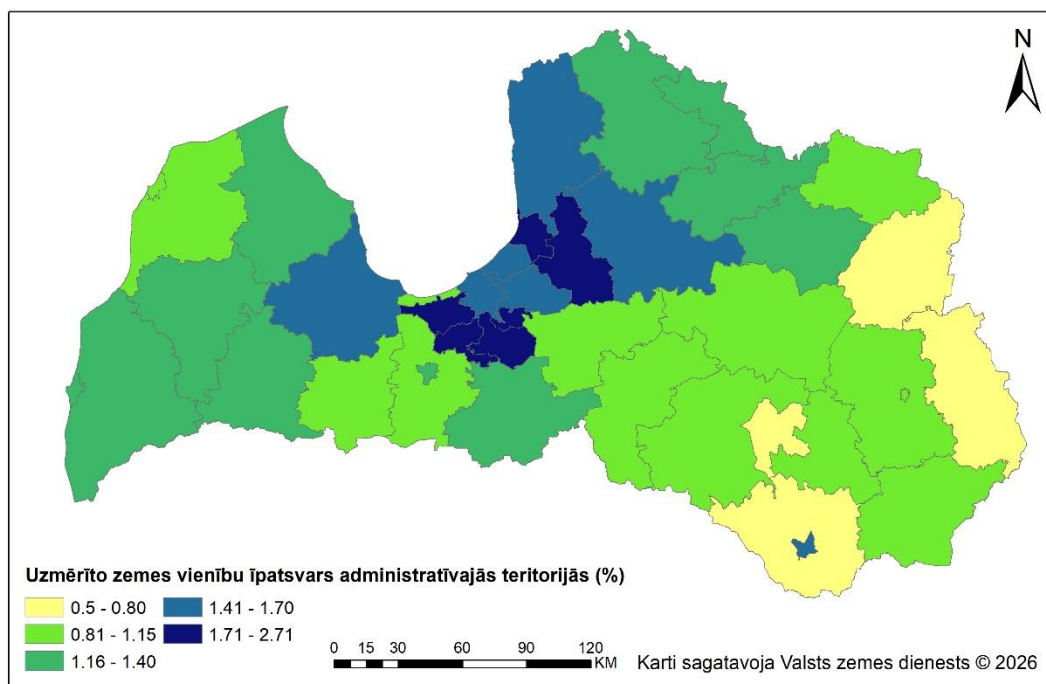 N
Uzmērīto zemes vienību īpatsvars administratīvajās teritorijās (%)
0.5 - 0.80
0.81 - 1.15
1.16 - 1.40
1.41 - 1.70
1.71 - 2.71
0 15 30 60 90 120
KM
Karti sagatavoja Valsts zemes dienests © 2026